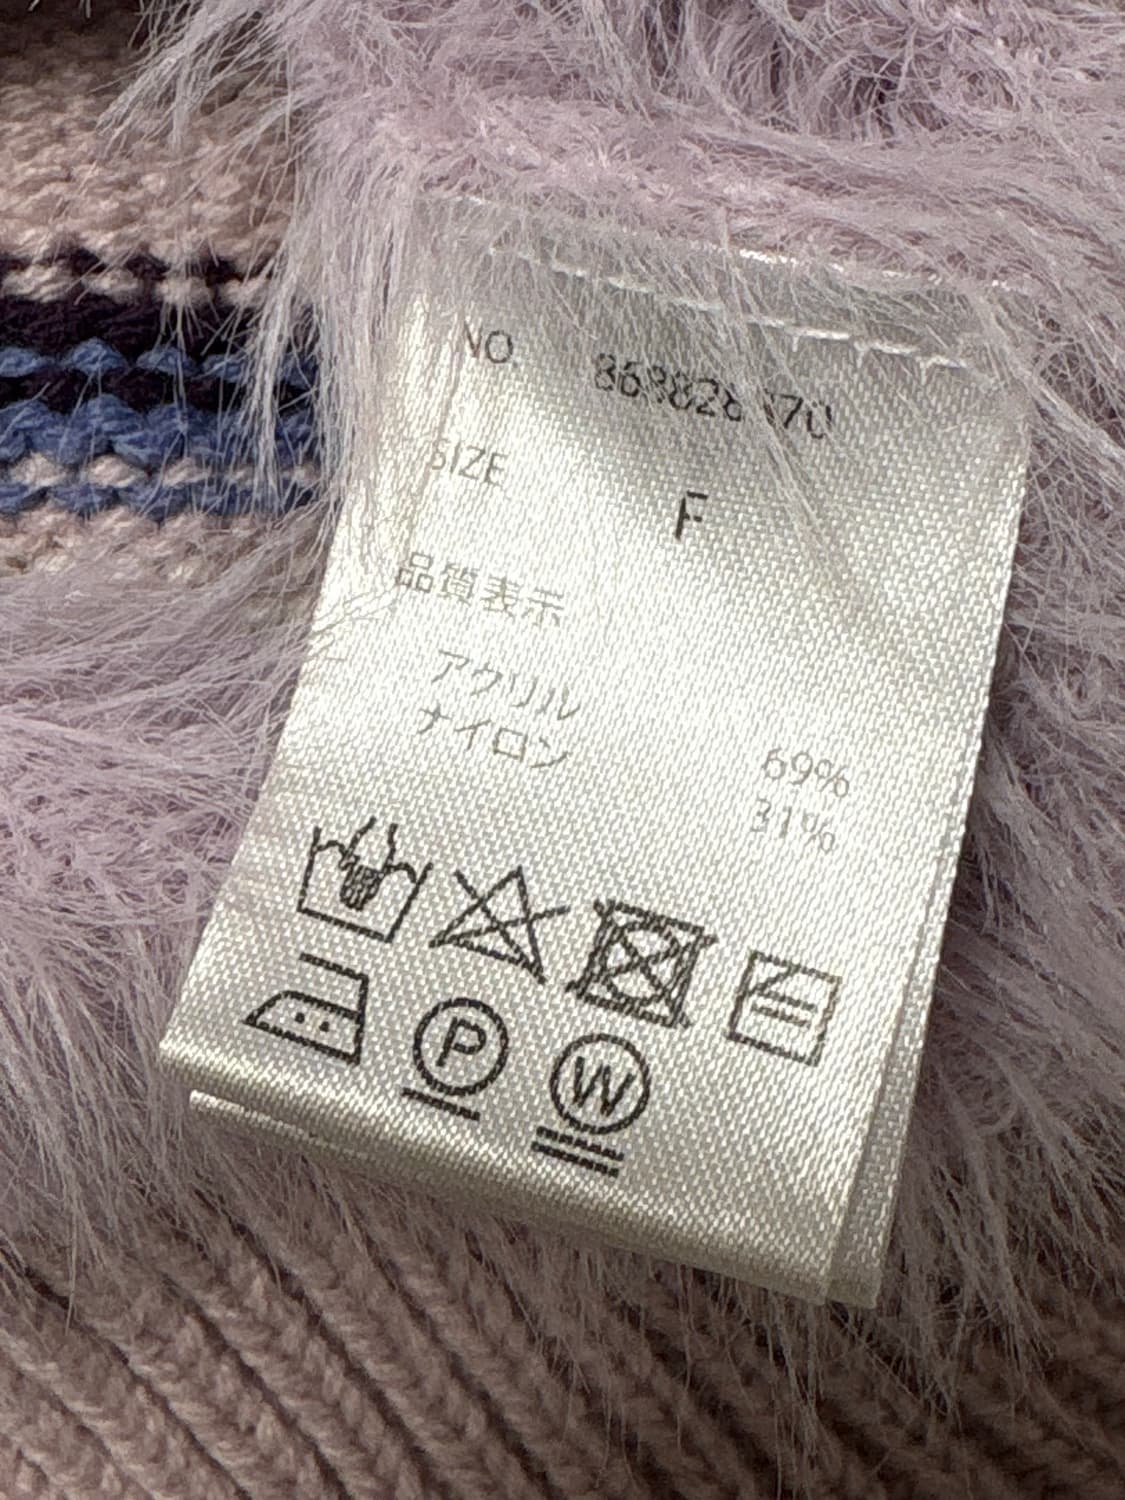 NO.
SIZE F
品質表示
アクリル 69%
ナイロン 31%
P W